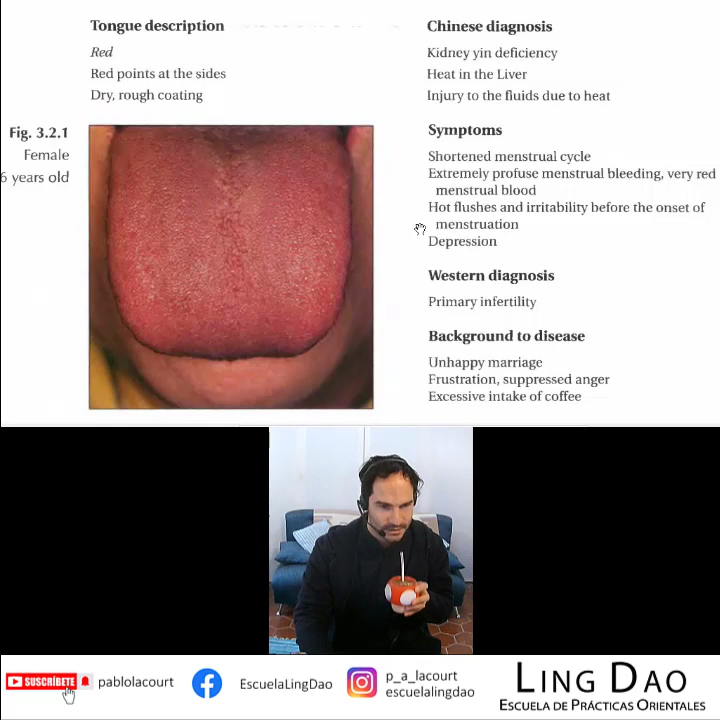 Tongue description
Red
Red points at the sides
Dry, rough coating
Fig. 3.2.1
Female
6 years old
Chinese diagnosis
Kidney yin deficiency
Heat in the Liver
Injury to the fluids due to heat
Symptoms
Shortened menstrual cycle
Extremely profuse menstrual bleeding, very red
menstrual blood
Hot flushes and irritability before the onset of
menstruation
Depression
Western diagnosis
Primary infertility
Background to disease
Unhappy marriage
Frustration, suppressed anger
Excessive intake of coffee
SUSCRÍBETE
pablolacourt
EscuelaLingDao
p_a_lacourt
escuelalingdao
LING DAO
ESCUELA DE PRÁCTICAS ORIENTALES